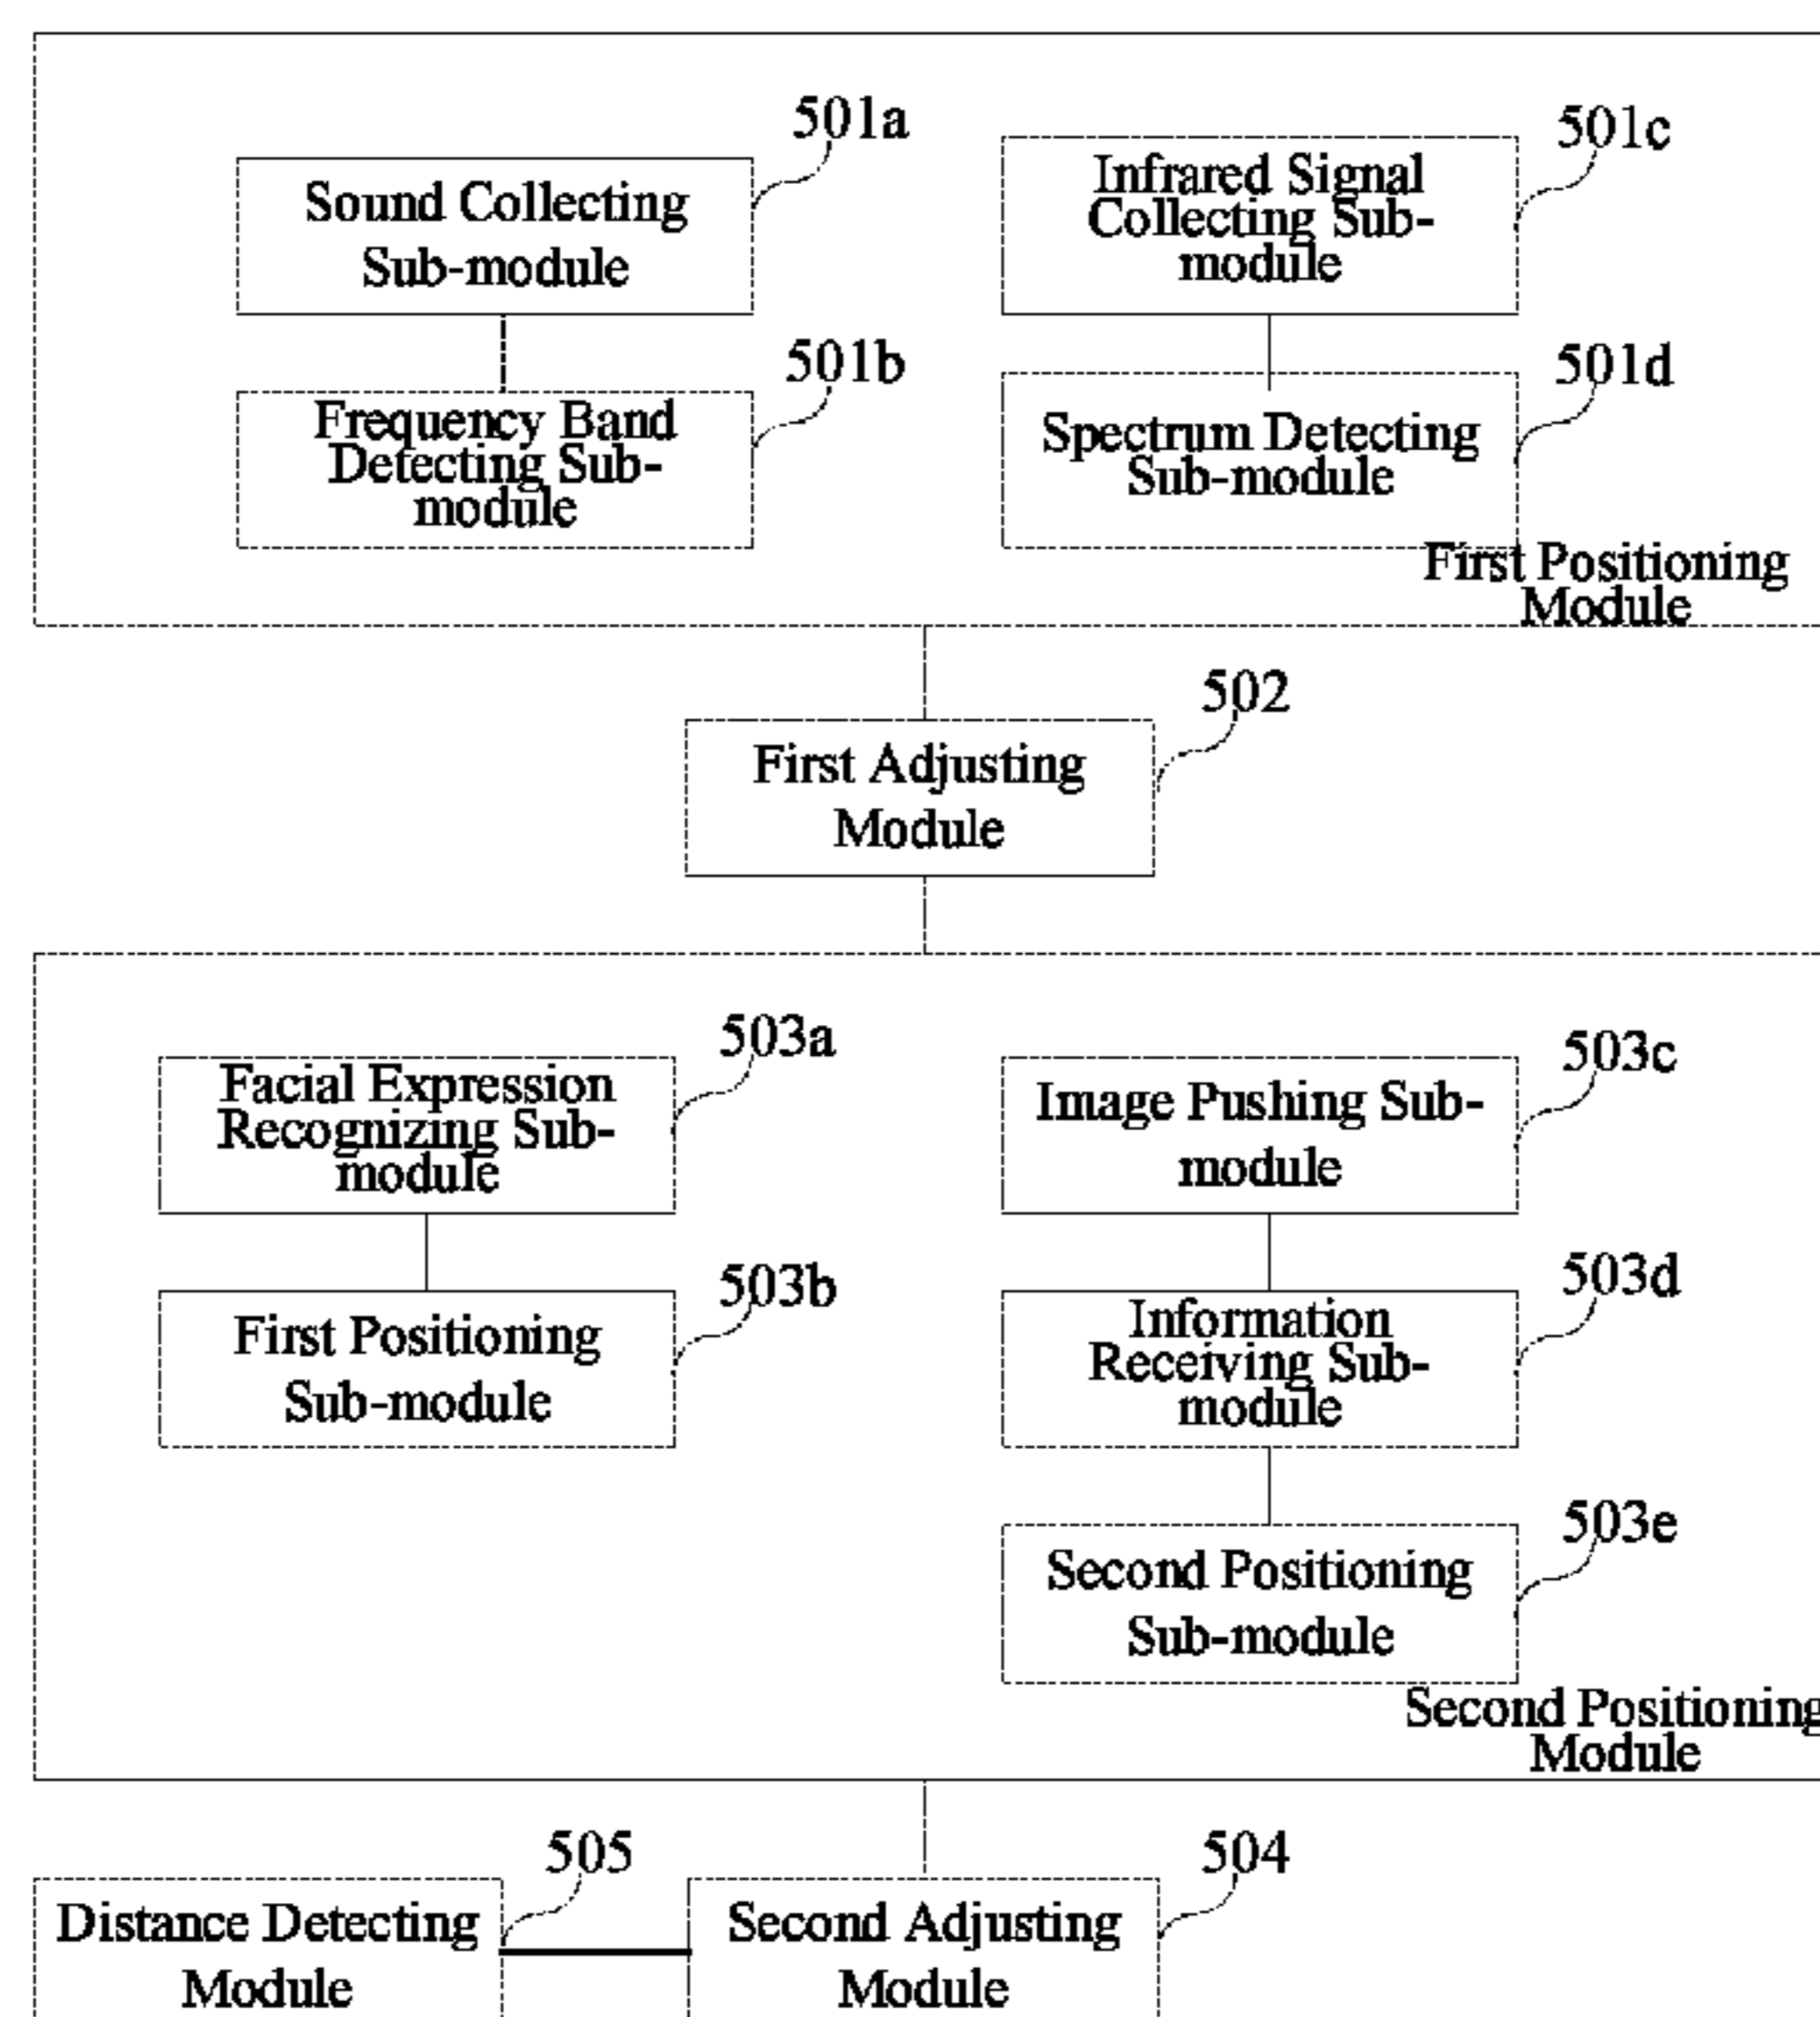 501a
Sound Collecting
Sub-module
501c
Infrared Signal
Collecting Sub-
module
501b
Frequency Band
Detecting Sub-
module
501d
Spectrum Detecting
Sub-module
First Positioning
Module
502
First Adjusting
Module
503a
Facial Expression
Recognizing Sub-
module
503b
First Positioning
Sub-module
503c
Image Pushing Sub-
module
503d
Information
Receiving Sub-
module
503e
Second Positioning
Sub-module
Second Positioning
Module
505
Distance Detecting
Module
504
Second Adjusting
Module